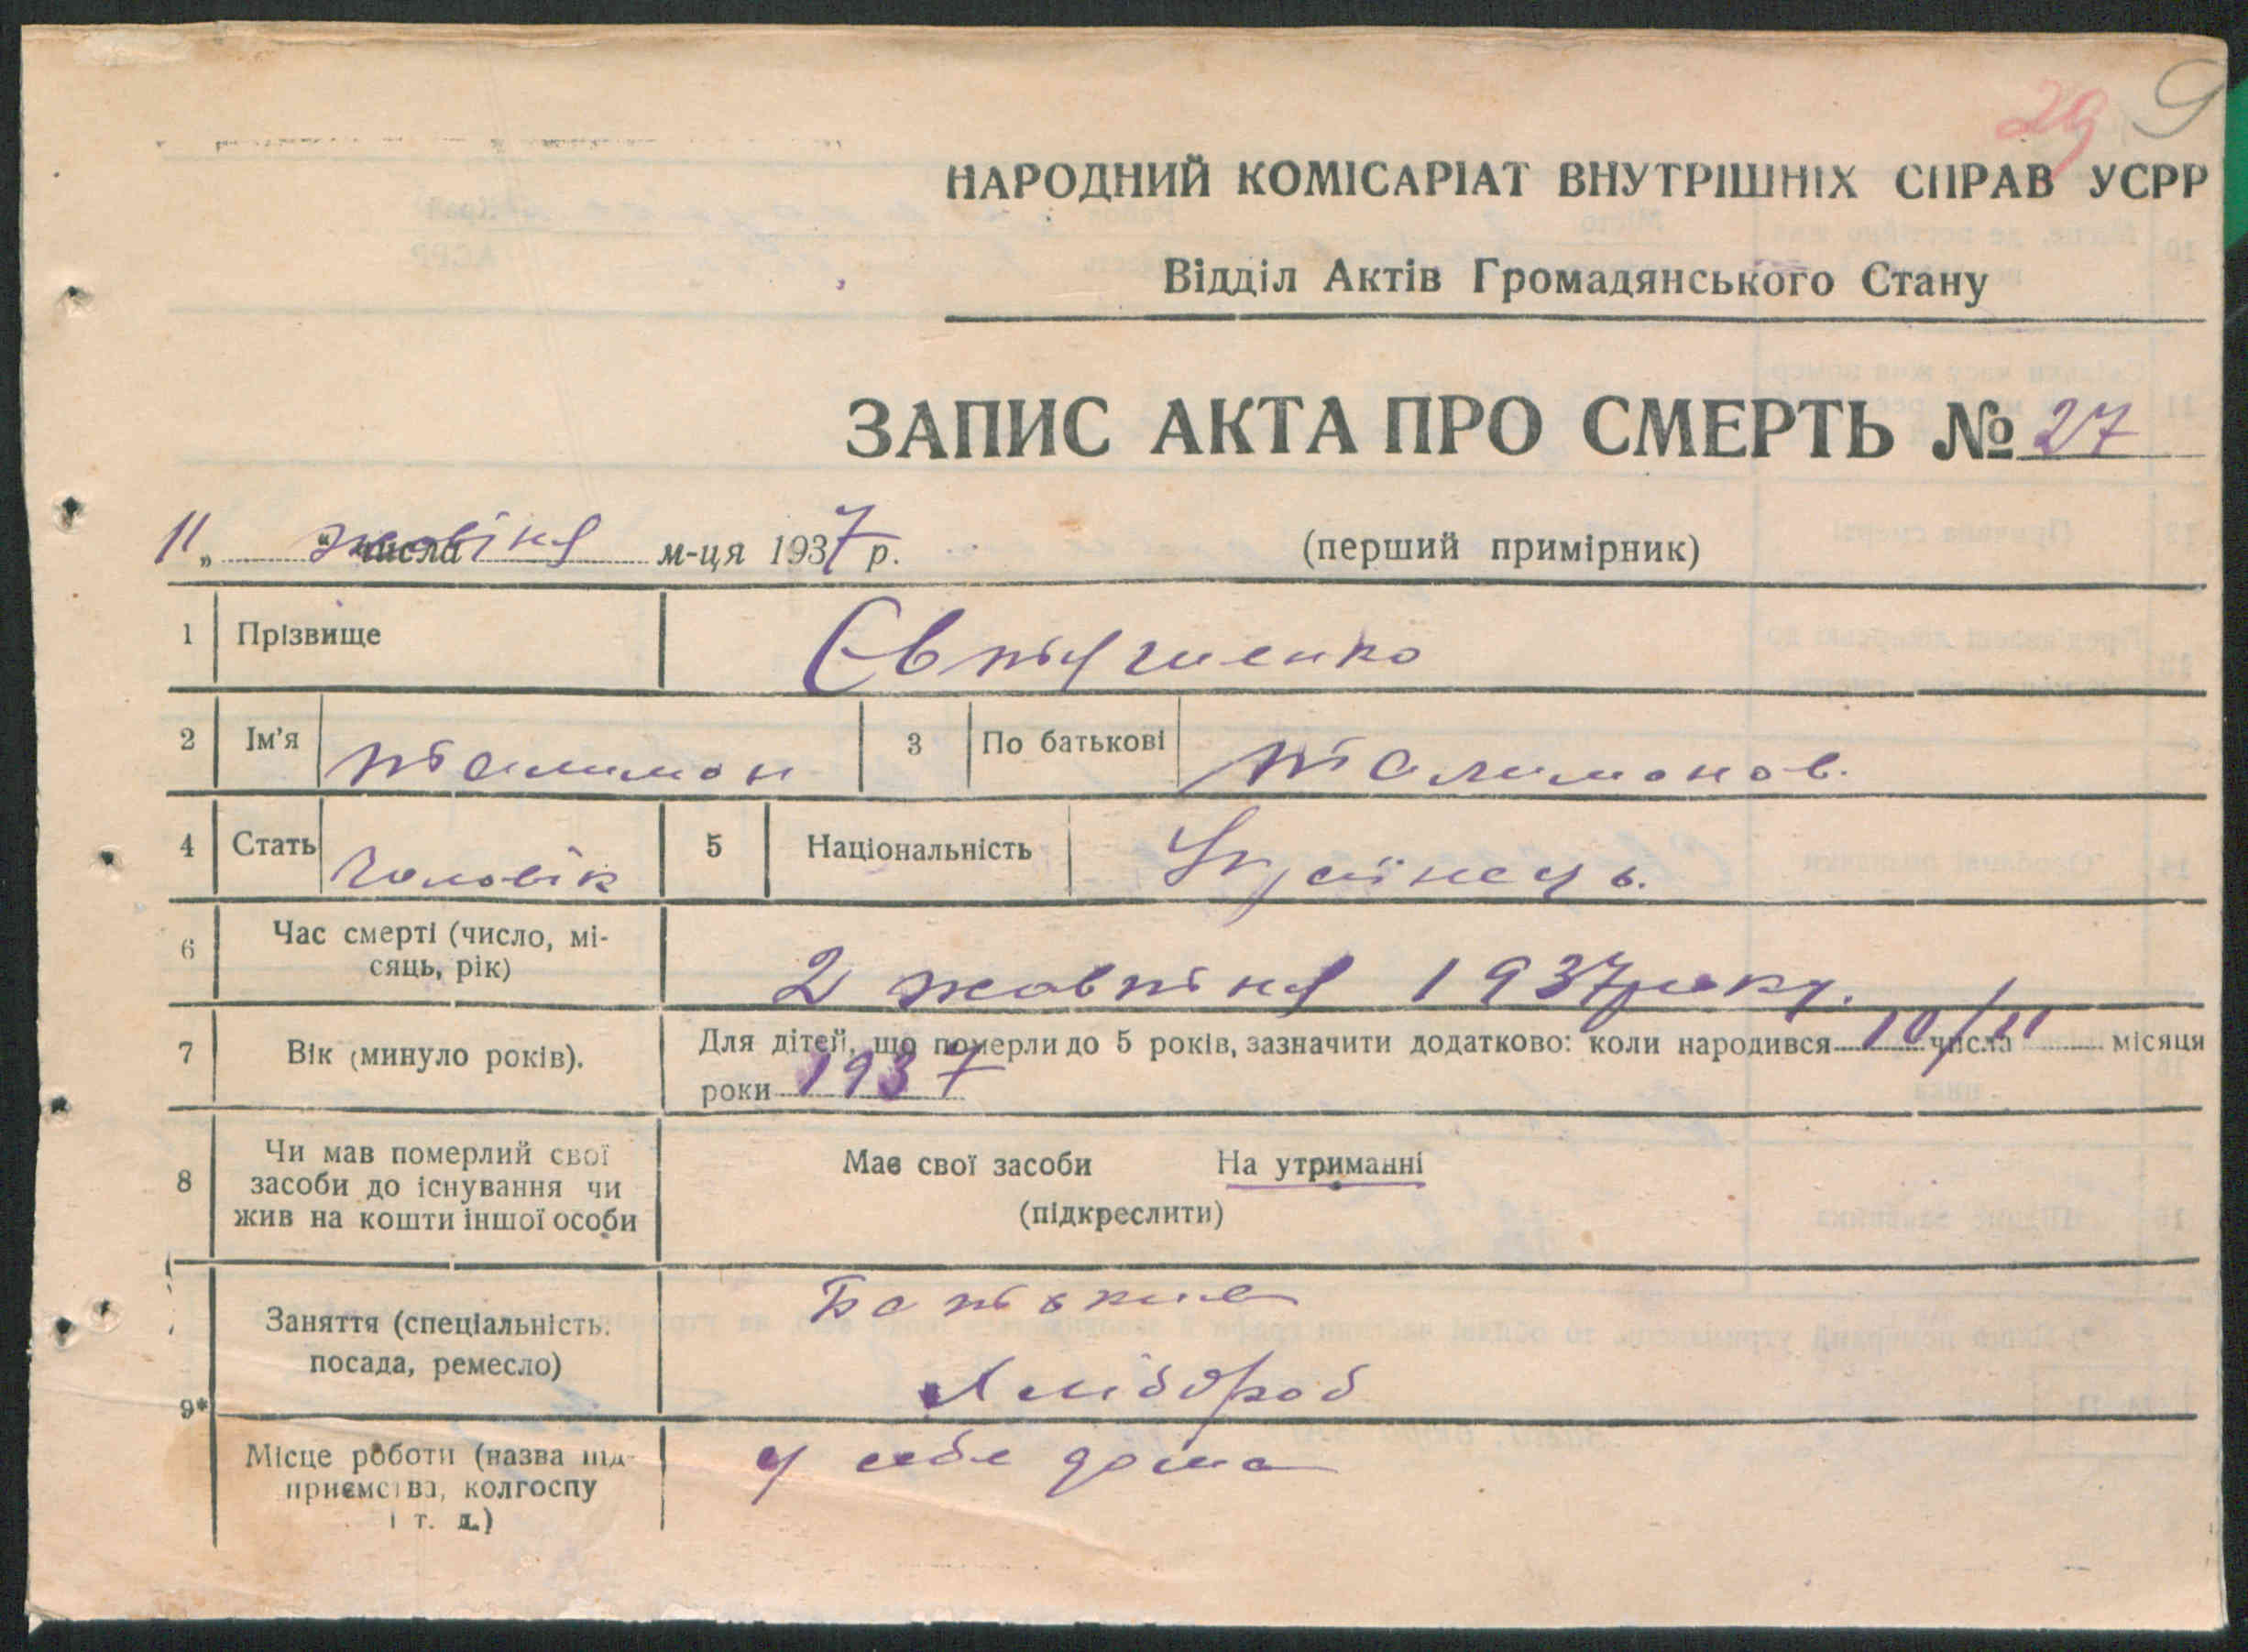 29 9
НАРОДНИЙ КОМІСАРІАТ ВНУТРІШНІХ СПРАВ УСРР
Відділ Актів Громадянського Стану
ЗАПИС АКТА ПРО СМЕРТЬ № 27
11 „ “ числа м-ця 1937 р. (перший примірник)
1 Прізвище
2 Ім'я 3 По батькові
4 Стать Чоловік 5 Національність Українець.
6 Час смерті (число, мі-
сяць, рік) 2 жовтня 1937 року.
7 Вік (минуло років). Для дітей, що померли до 5 років, зазначити додатково: коли народився 10/ числа місяця
роки 1937
8 Чи мав померлий свої
засоби до існування чи
жив на кошти іншої особи
Має свої засоби На утриманні
(підкреслити)
9* Заняття (спеціальність.
посада, ремесло)
Хлібороб
Місце роботи (назва під-
приємства, колгоспу
і т. д.)
у себе дома